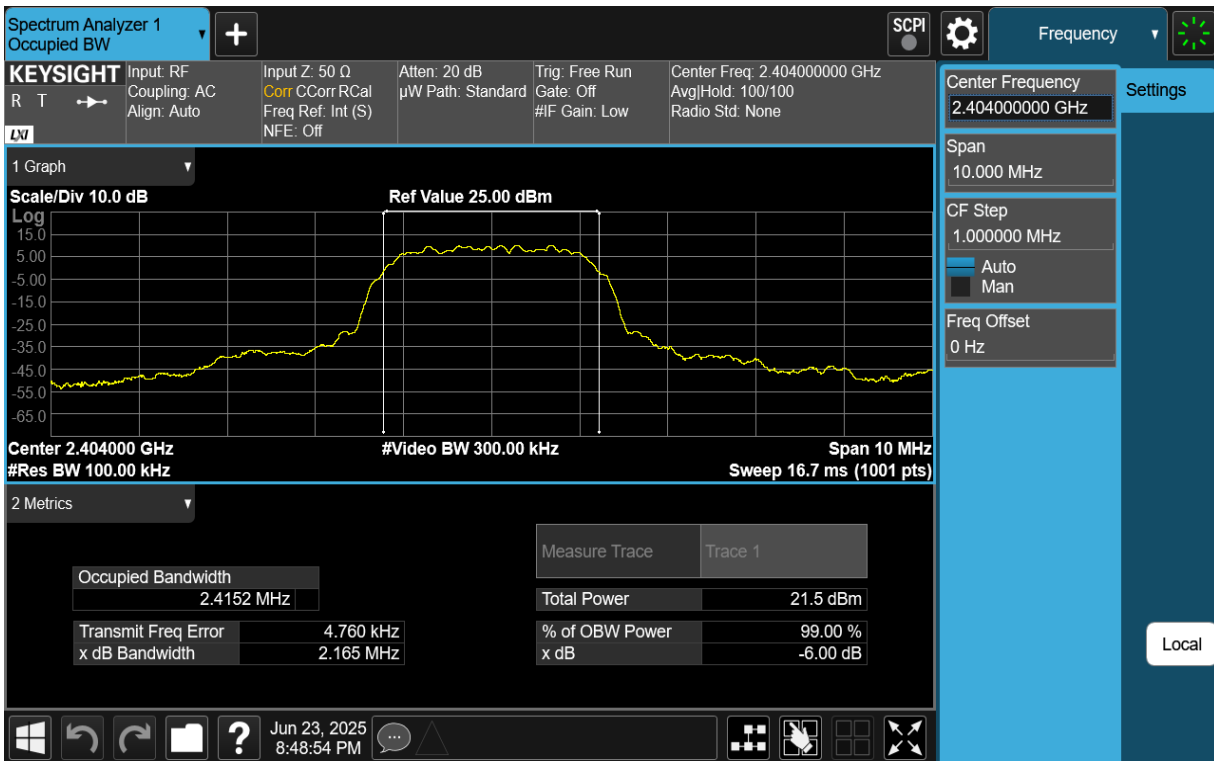 Spectrum Analyzer 1
Occupied BW
▼
+
SCPI
Frequency
▼
KEYSIGHT
R T
LXI
Input: RF
Coupling: AC
Align: Auto
Input Z: 50 Ω
Corr CCorr RCal
Freq Ref: Int (S)
NFE: Off
Atten: 20 dB
µW Path: Standard
Trig: Free Run
Gate: Off
#IF Gain: Low
Center Freq: 2.404000000 GHz
Avg|Hold: 100/100
Radio Std: None
Center Frequency
2.404000000 GHz
Settings
Span
10.000 MHz
CF Step
1.000000 MHz
Auto
Man
Freq Offset
0 Hz
Local
1 Graph
▼
Scale/Div 10.0 dB
Ref Value 25.00 dBm
Log
15.0
5.00
-5.00
-15.0
-25.0
-35.0
-45.0
-55.0
-65.0
Center 2.404000 GHz
#Video BW 300.00 kHz
Span 10 MHz
#Res BW 100.00 kHz
Sweep 16.7 ms (1001 pts)
2 Metrics
▼
Measure Trace
Trace 1
Occupied Bandwidth
2.4152 MHz
Total Power
21.5 dBm
Transmit Freq Error
4.760 kHz
% of OBW Power
99.00 %
x dB Bandwidth
2.165 MHz
x dB
-6.00 dB
?
Jun 23, 2025
8:48:54 PM